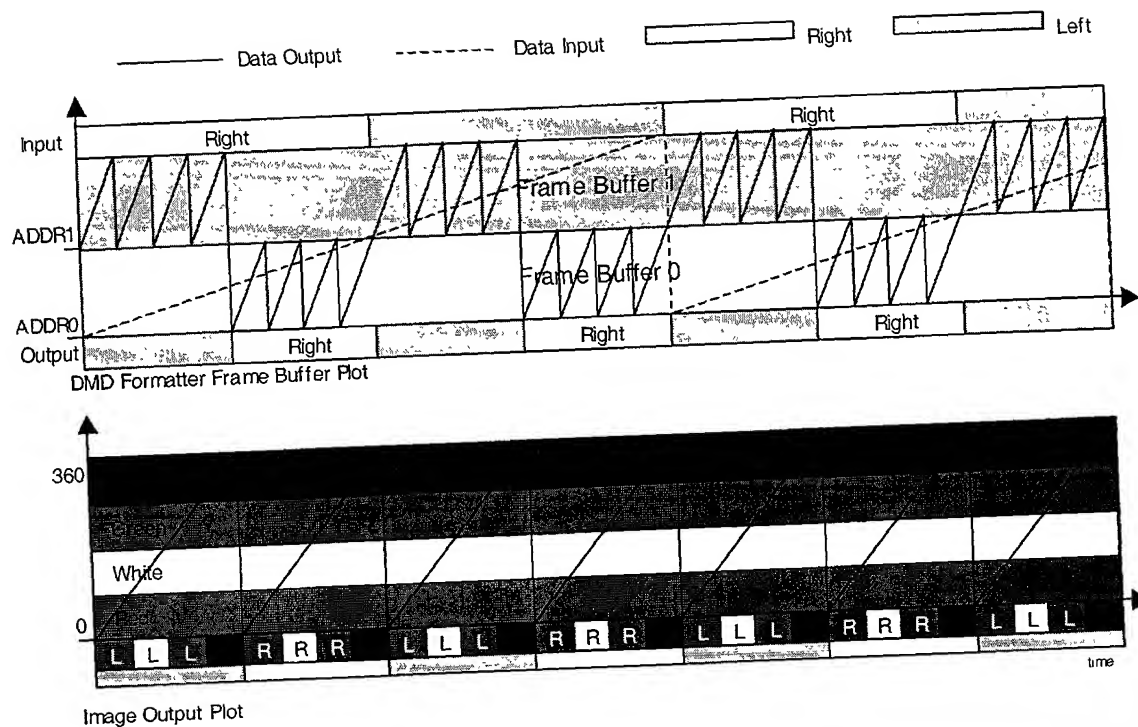 Data Output Data Input Right Left
Input Right Right
Frame Buffer 1
ADDR1
Frame Buffer 0
ADDR0
Output Right Right Right
DMD Formatter Frame Buffer Plot
360
Green
White
0
L L L R R R L L L R R R L L L R R R L L L
time
Image Output Plot